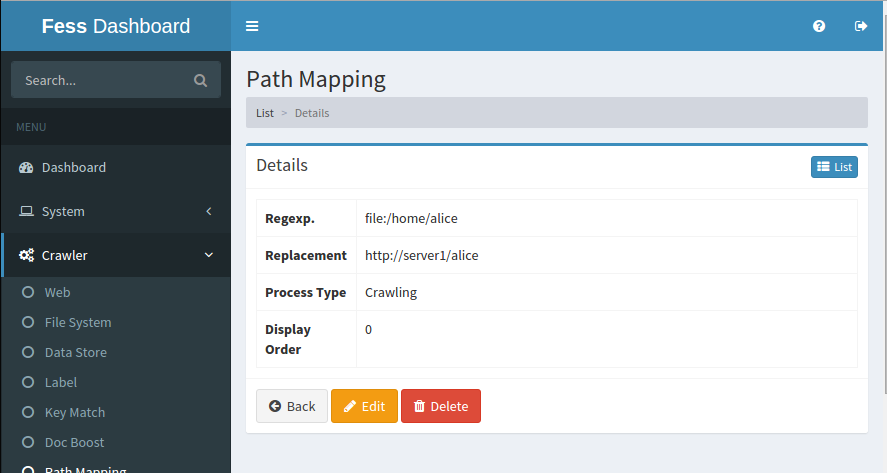 Fess Dashboard
Search...
MENU
Dashboard
System
Crawler
Web
File System
Data Store
Label
Key Match
Doc Boost
Path Mapping
Path Mapping
List > Details
Details
List
Regexp. file:/home/alice
Replacement http://server1/alice
Process Type Crawling
Display Order 0
Back Edit Delete